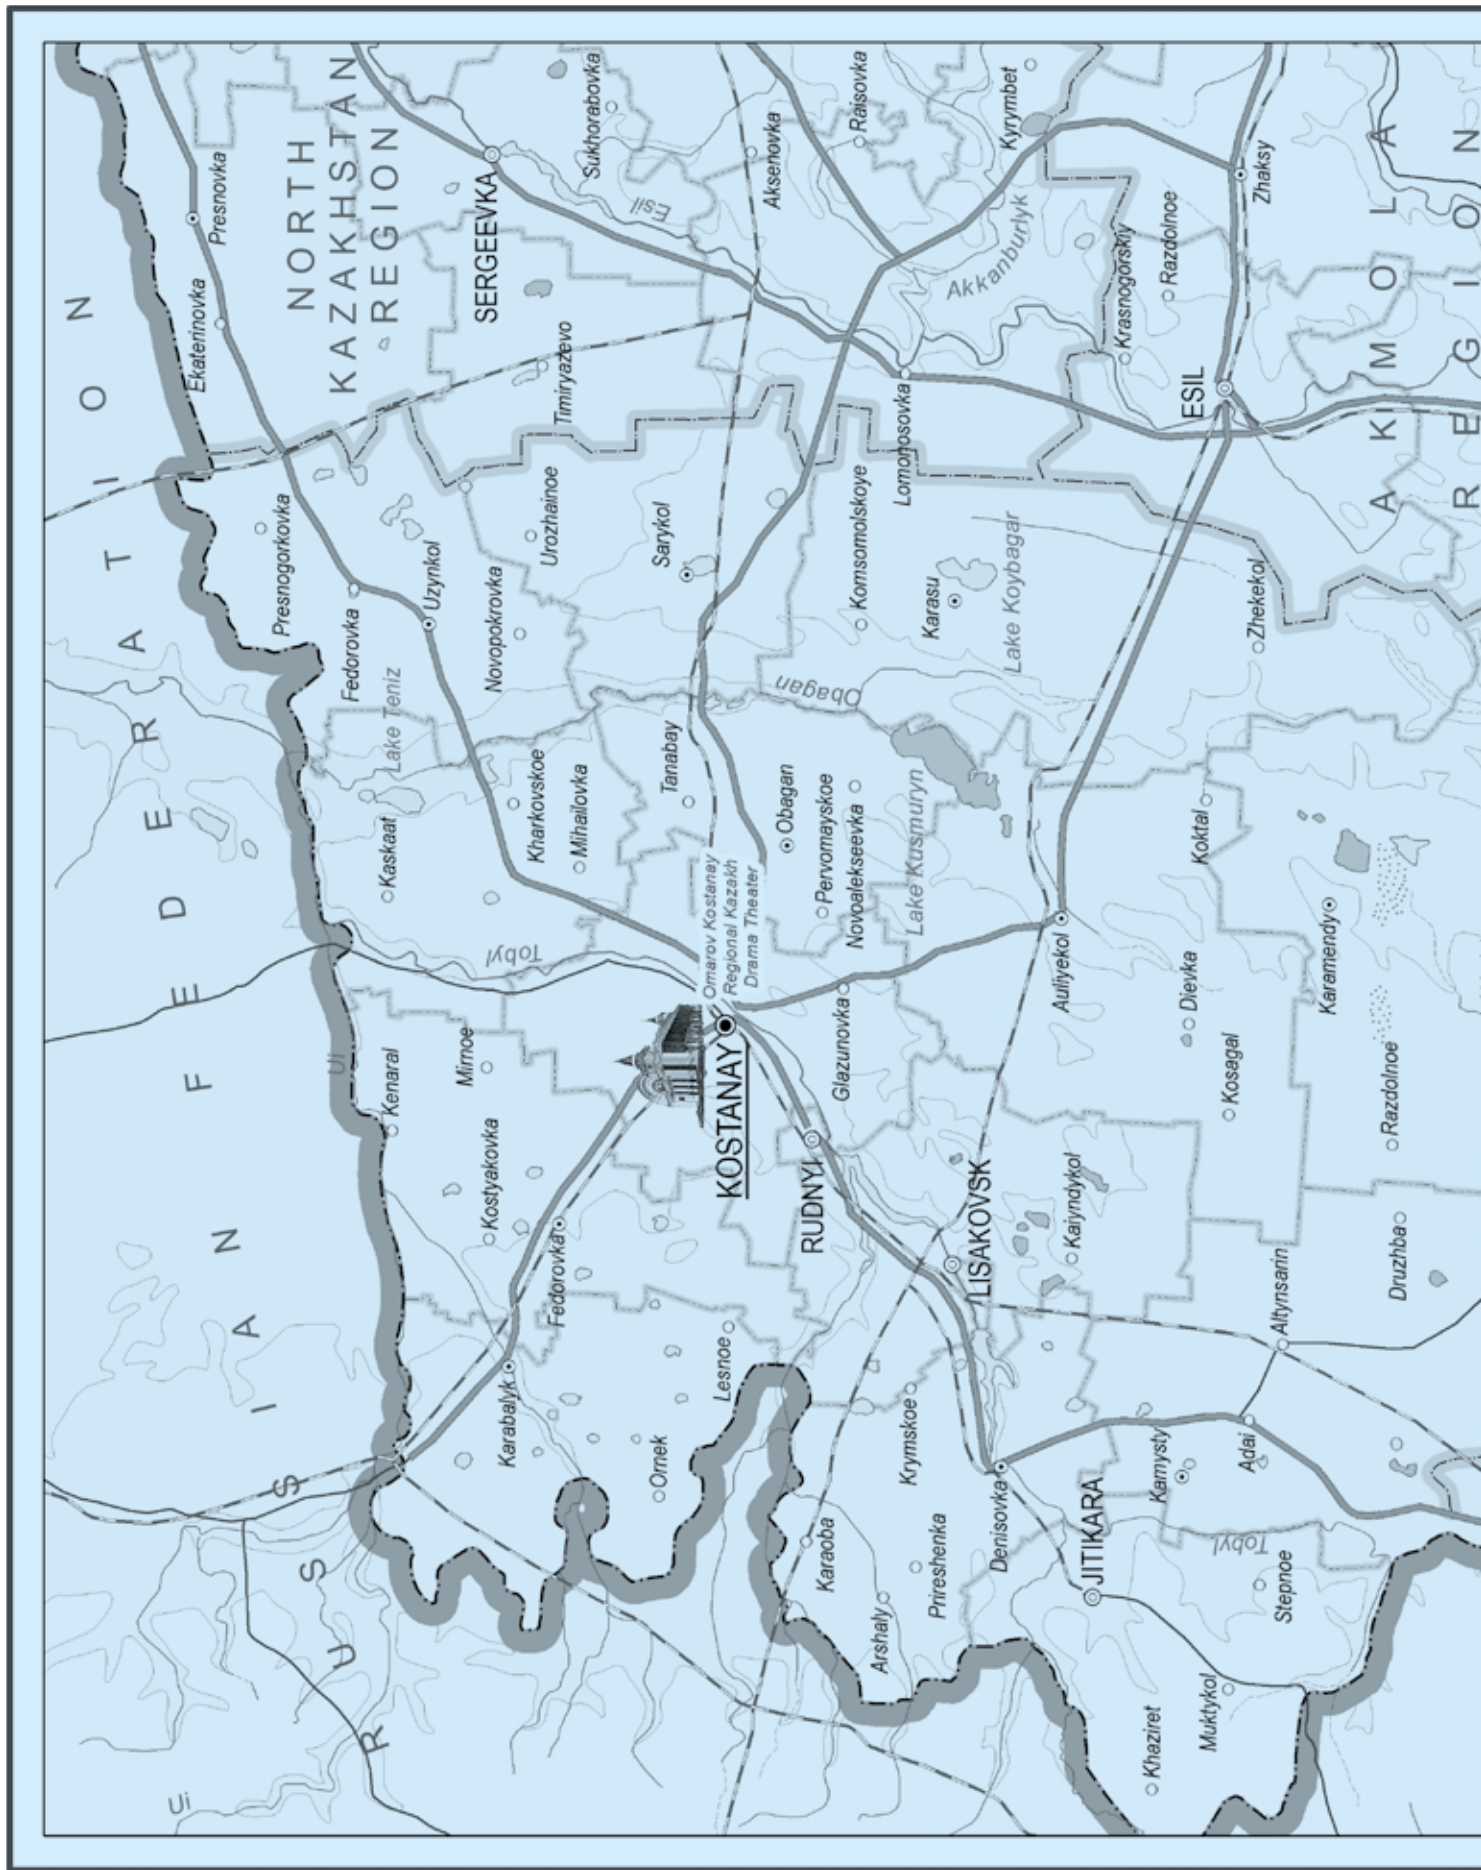 RUSSIAN FEDERATION
NORTH
KAZAKHSTAN
REGION
AKMOLA
REGION
Presnovka
Ekaterinovka
SERGEEVKA
Sukhorabovka
Esil
Aksenovka
Raisovka
Kyrymbet
Akkanburlyk
Krasnogorskiy
Razdolnoe
Zhaksy
ESIL
Timiryazevo
Lomonosovka
Presnogorkovka
Fedorovka
Uzynkol
Urozhainoe
Novopokrovka
Sarykol
Komsomolskoye
Karasu
Lake Koybagar
Zhekekol
Lake Teniz
Obagan
Kaskaat
Kharkovskoe
Mihailovka
Tanabay
Obagan
Pervomayskoe
Novoalekseevka
Lake Kusmuryn
Koktal
Omarov Kostanay
Regional Kazakh
Drama Theater
Tobyl
Auliyekol
Karamendy
Dievka
Ui
Kenaral
Mirnoe
Kostyakovka
KOSTANAY
Glazunovka
RUDNYI
LISAKOVSK
Kosagal
Razdolnoe
Kaiyndykol
Fedorovka
Altynsarin
Druzhba
Karabalyk
Lesnoe
Ornek
Krymskoe
Kamysty
Adai
Denisovka
Karaoba
Prireshenka
JITIKARA
Tobyl
Stepnoe
Arshaly
Khaziret
Muktykol
Ui